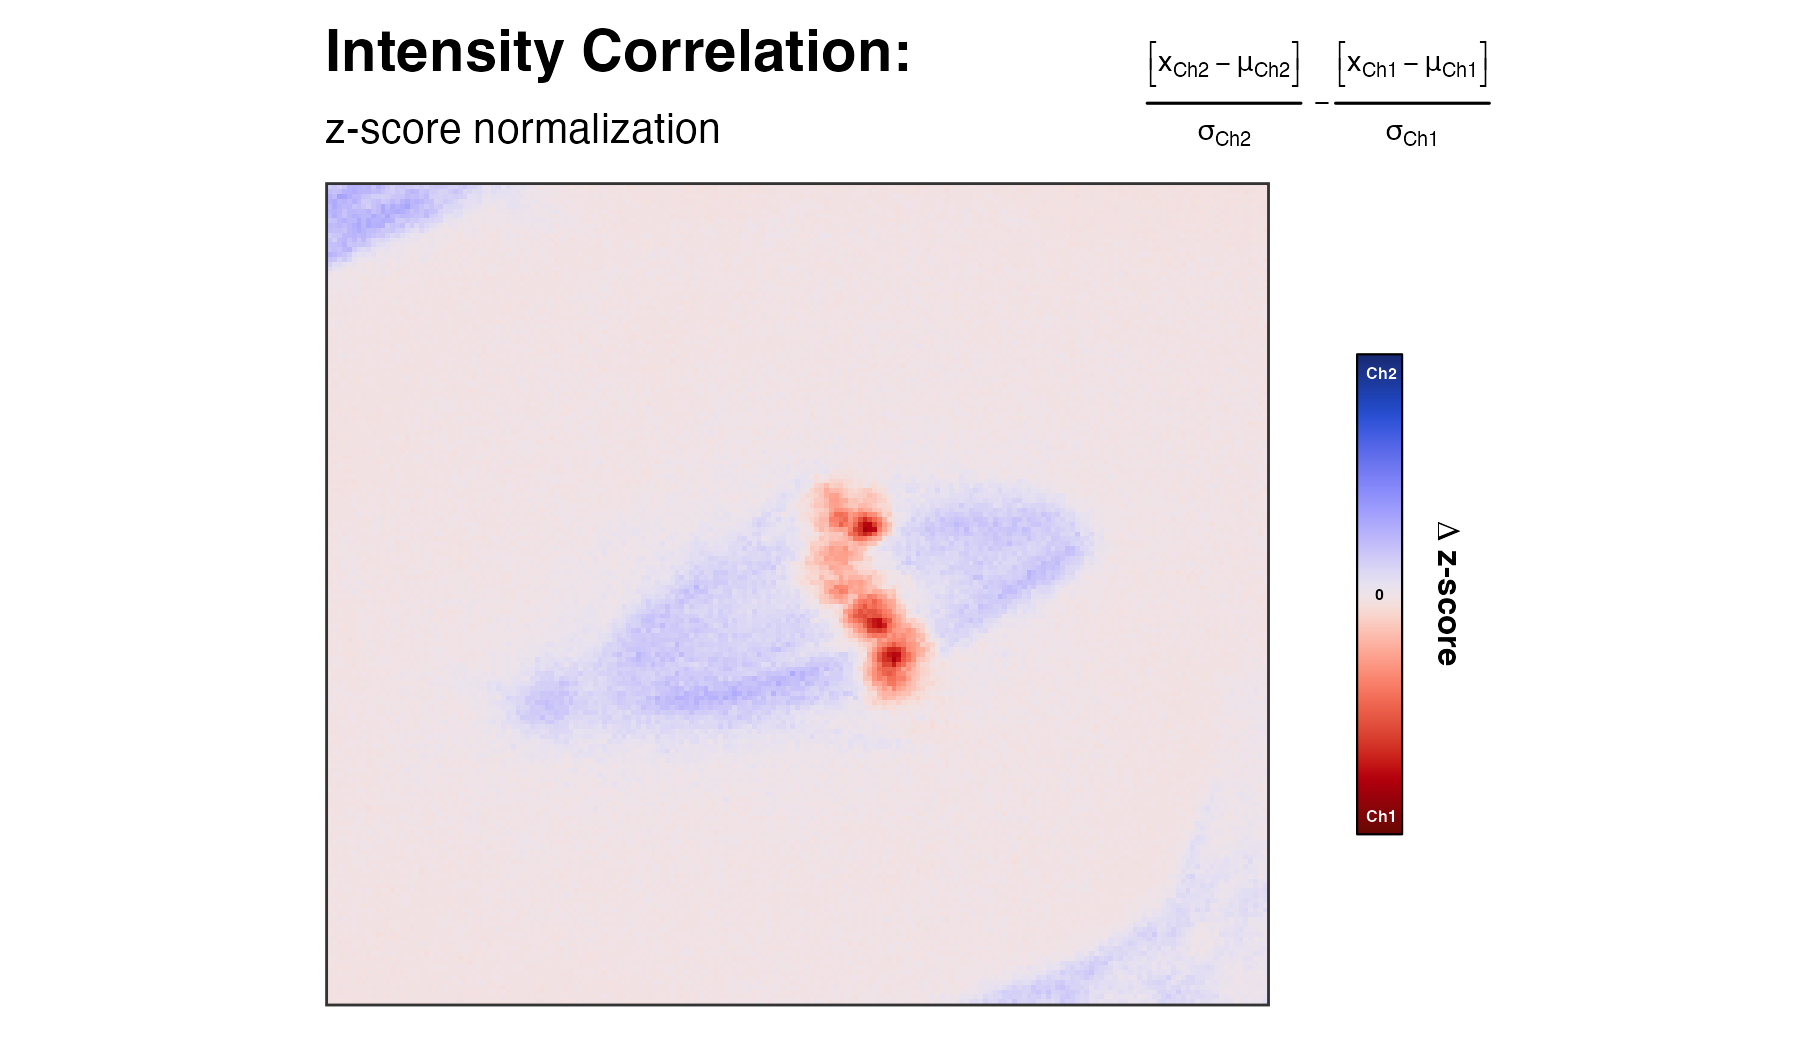 Intensity Correlation:
z-score normalization
[xCh2 – μCh2] [xCh1 – μCh1]
–
σCh2 σCh1
Ch2
0
Ch1
Δ z-score